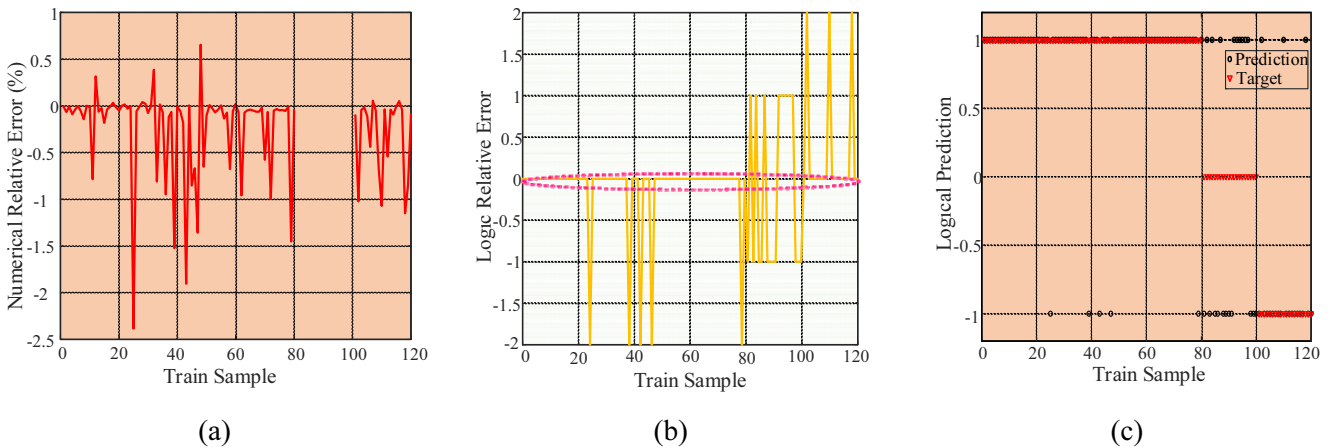 1
0.5
0
-0.5
-1
-1.5
-2
-2.5
Numerical Relative Error (%)
0 20 40 60 80 100 120
Train Sample
(a)
2
1.5
1
0.5
0
-0.5
-1
-1.5
-2
Logic Relative Error
0 20 40 60 80 100 120
Train Sample
(b)
1
0.5
0
-0.5
-1
Logical Prediction
Prediction
Target
0 20 40 60 80 100 120
Train Sample
(c)